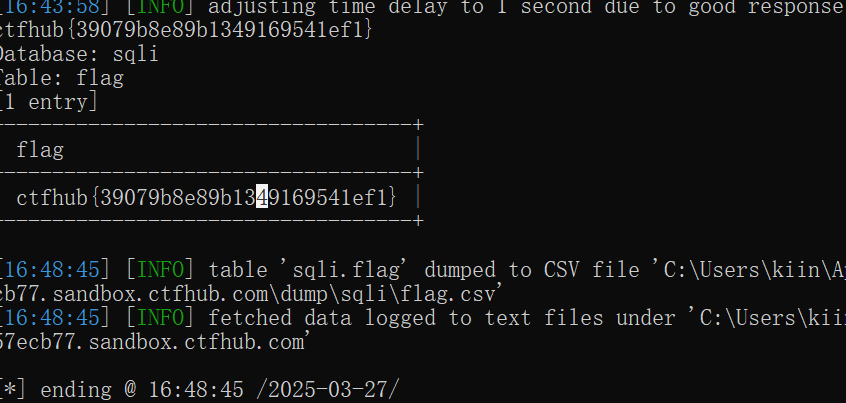 [16:43:58] [INFO] adjusting time delay to 1 second due to good response
ctfhub{39079b8e89b1349169541ef1}
Database: sqli
Table: flag
[1 entry]
-------------------------------------+
flag |
-------------------------------------+
ctfhub{39079b8e89b1349169541ef1} |
-------------------------------------+
[16:48:45] [INFO] table 'sqli.flag' dumped to CSV file 'C:\Users\kiin\Ap
cb77.sandbox.ctfhub.com\dump\sqli\flag.csv'
[16:48:45] [INFO] fetched data logged to text files under 'C:\Users\kiin
57ecb77.sandbox.ctfhub.com'
[*] ending @ 16:48:45 /2025-03-27/